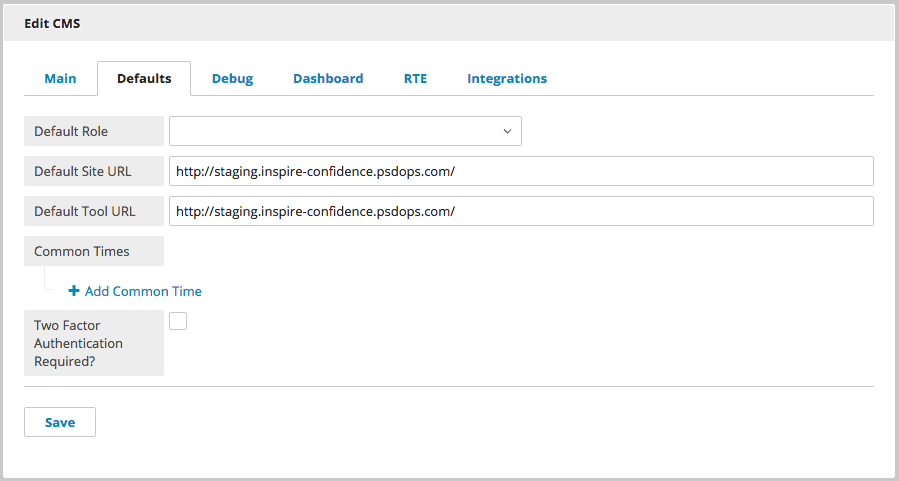 Edit CMS
Main Defaults Debug Dashboard RTE Integrations
Default Role
Default Site URL http://staging.inspire-confidence.psdops.com/
Default Tool URL http://staging.inspire-confidence.psdops.com/
Common Times
Add Common Time
Two Factor
Authentication
Required?
Save